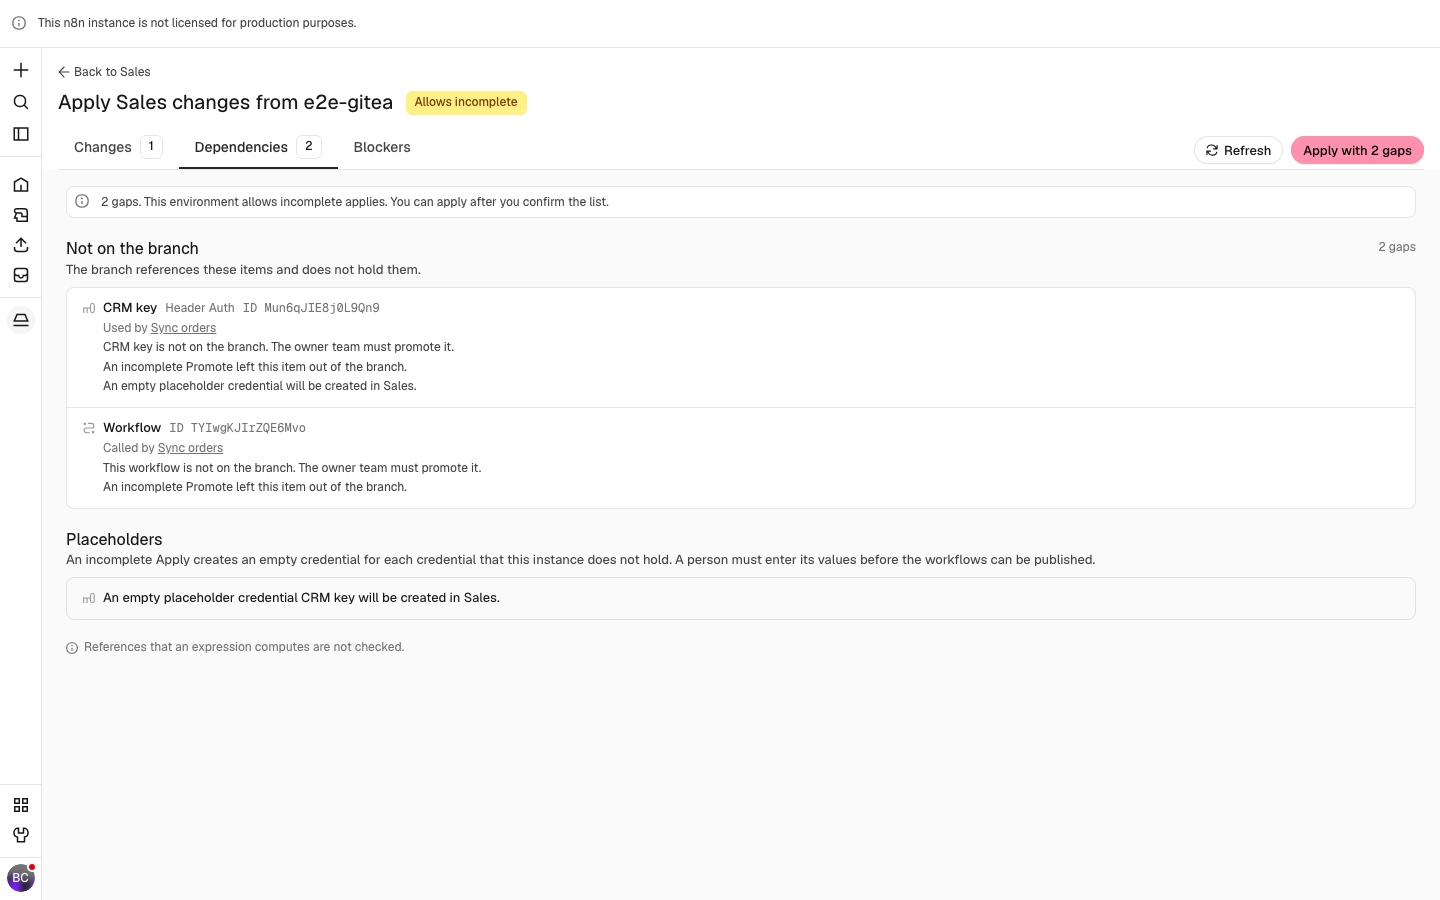 This n8n instance is not licensed for production purposes.
Back to Sales
Apply Sales changes from e2e-gitea
Allows incomplete
Changes 1
Dependencies 2
Blockers
Refresh
Apply with 2 gaps
2 gaps. This environment allows incomplete applies. You can apply after you confirm the list.
Not on the branch
2 gaps
The branch references these items and does not hold them.
CRM key Header Auth ID Mun6qJIE8j0L9Qn9
Used by Sync orders
CRM key is not on the branch. The owner team must promote it.
An incomplete Promote left this item out of the branch.
An empty placeholder credential will be created in Sales.
Workflow ID TYIwgKJIrZQE6Mvo
Called by Sync orders
This workflow is not on the branch. The owner team must promote it.
An incomplete Promote left this item out of the branch.
Placeholders
An incomplete Apply creates an empty credential for each credential that this instance does not hold. A person must enter its values before the workflows can be published.
An empty placeholder credential CRM key will be created in Sales.
References that an expression computes are not checked.
BC